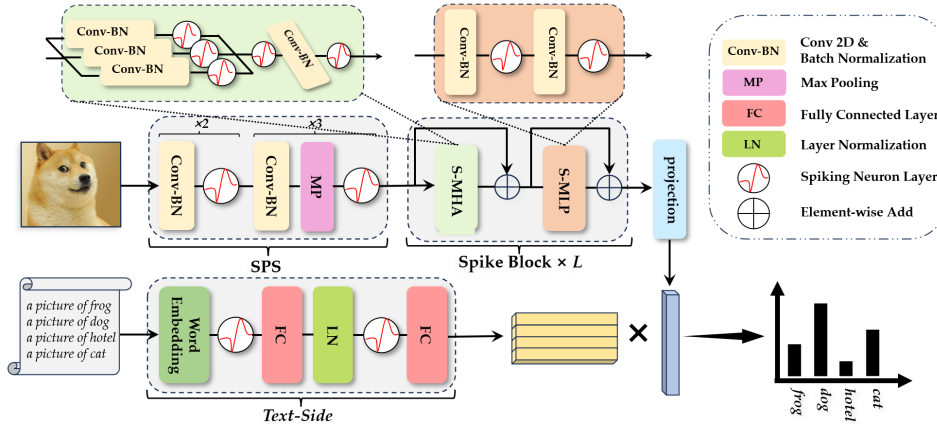 Conv-BN
Conv-BN
Conv-BN
Conv-BN
Conv-BN
Conv-BN
Conv-BN
Conv 2D &
Batch Normalization
MP
Max Pooling
FC
Fully Connected Layer
LN
Layer Normalization
Spiking Neuron Layer
Element-wise Add
×2
×3
Conv-BN
Conv-BN
MP
S-MHA
S-MLP
projection
SPS
Spike Block × L
a picture of frog
a picture of dog
a picture of hotel
a picture of cat
Word
Embedding
FC
LN
FC
×
Text-Side
frog
dog
hotel
cat